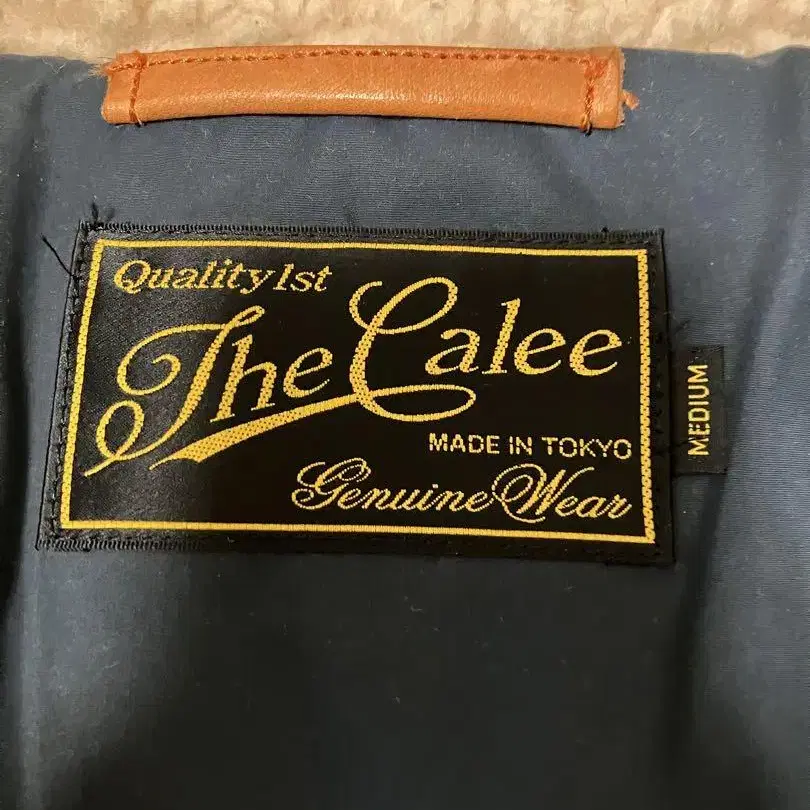 Quality 1st
The Calee
MADE IN TOKYO
Genuine Wear
MEDIUM